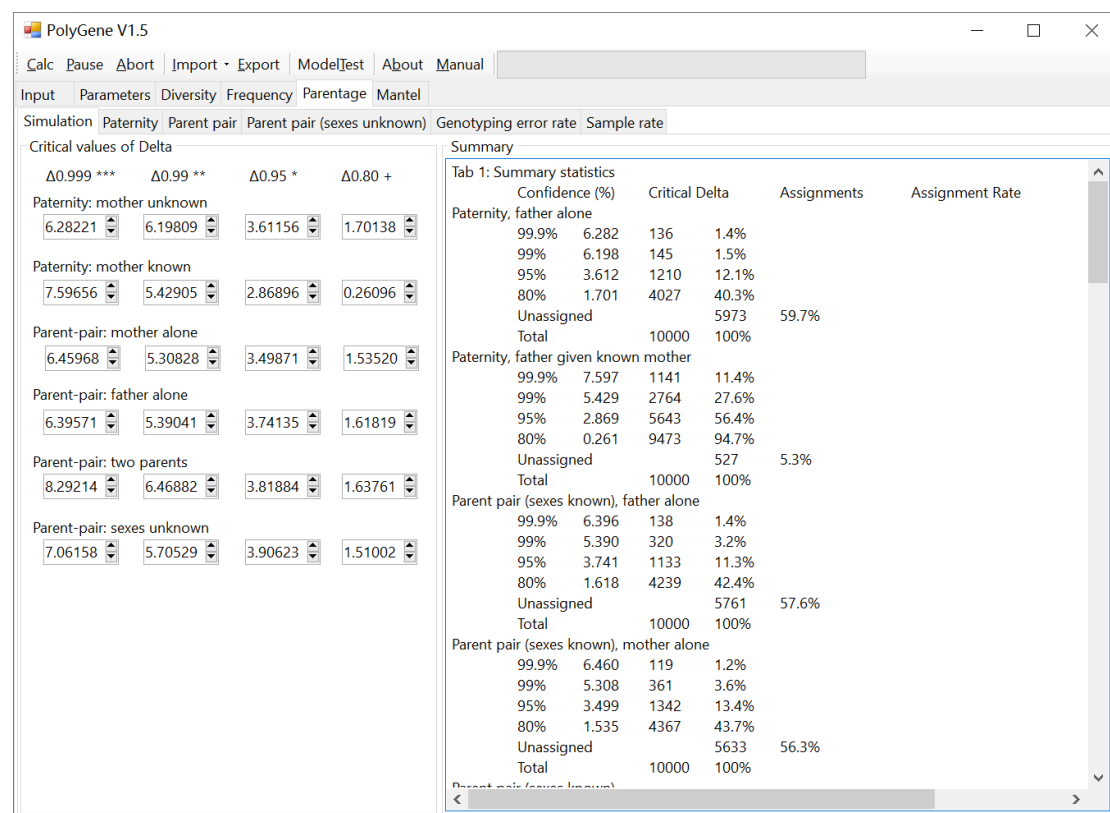 PolyGene V1.5
Calc Pause Abort Import Export ModelTest About Manual
Input Parameters Diversity Frequency Parentage Mantel
Simulation Paternity Parent pair Parent pair (sexes unknown) Genotyping error rate Sample rate
Critical values of Delta
Δ0.999 *** Δ0.99 ** Δ0.95 * Δ0.80 +
Paternity: mother unknown
6.28221 6.19809 3.61156 1.70138
Paternity: mother known
7.59656 5.42905 2.86896 0.26096
Parent-pair: mother alone
6.45968 5.30828 3.49871 1.53520
Parent-pair: father alone
6.39571 5.39041 3.74135 1.61819
Parent-pair: two parents
8.29214 6.46882 3.81884 1.63761
Parent-pair: sexes unknown
7.06158 5.70529 3.90623 1.51002
Summary
Tab 1: Summary statistics
Confidence (%) Critical Delta Assignments Assignment Rate
Paternity, father alone
99.9% 6.282 136 1.4%
99% 6.198 145 1.5%
95% 3.612 1210 12.1%
80% 1.701 4027 40.3%
Unassigned 5973 59.7%
Total 10000 100%
Paternity, father given known mother
99.9% 7.597 1141 11.4%
99% 5.429 2764 27.6%
95% 2.869 5643 56.4%
80% 0.261 9473 94.7%
Unassigned 527 5.3%
Total 10000 100%
Parent pair (sexes known), father alone
99.9% 6.396 138 1.4%
99% 5.390 320 3.2%
95% 3.741 1133 11.3%
80% 1.618 4239 42.4%
Unassigned 5761 57.6%
Total 10000 100%
Parent pair (sexes known), mother alone
99.9% 6.460 119 1.2%
99% 5.308 361 3.6%
95% 3.499 1342 13.4%
80% 1.535 4367 43.7%
Unassigned 5633 56.3%
Total 10000 100%
Parent pair (sexes known)